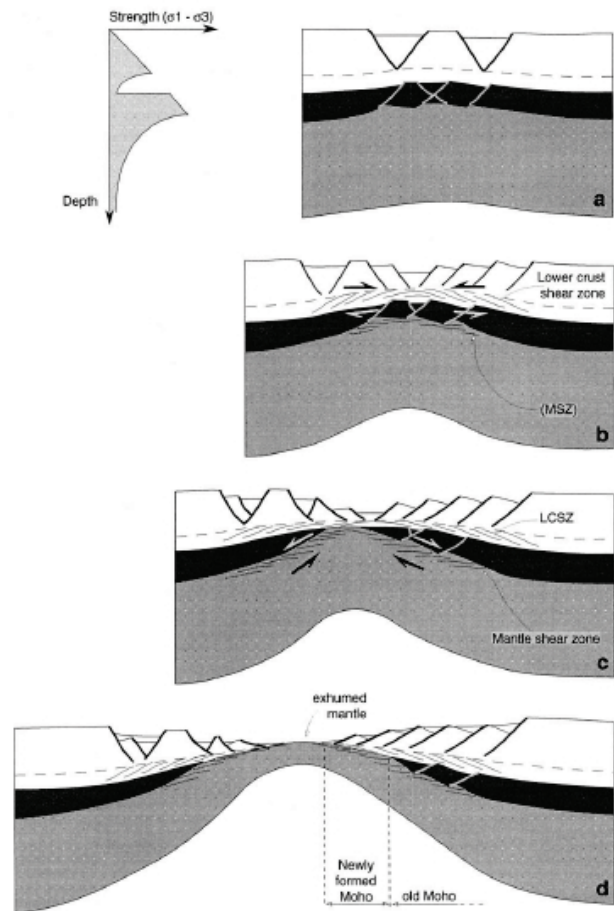 Strength (σ1 - σ3)
Depth
a
Lower crust
shear zone
(MSZ)
b
LCSZ
Mantle shear zone
c
exhumed
mantle
Newly
formed
Moho
old Moho
d